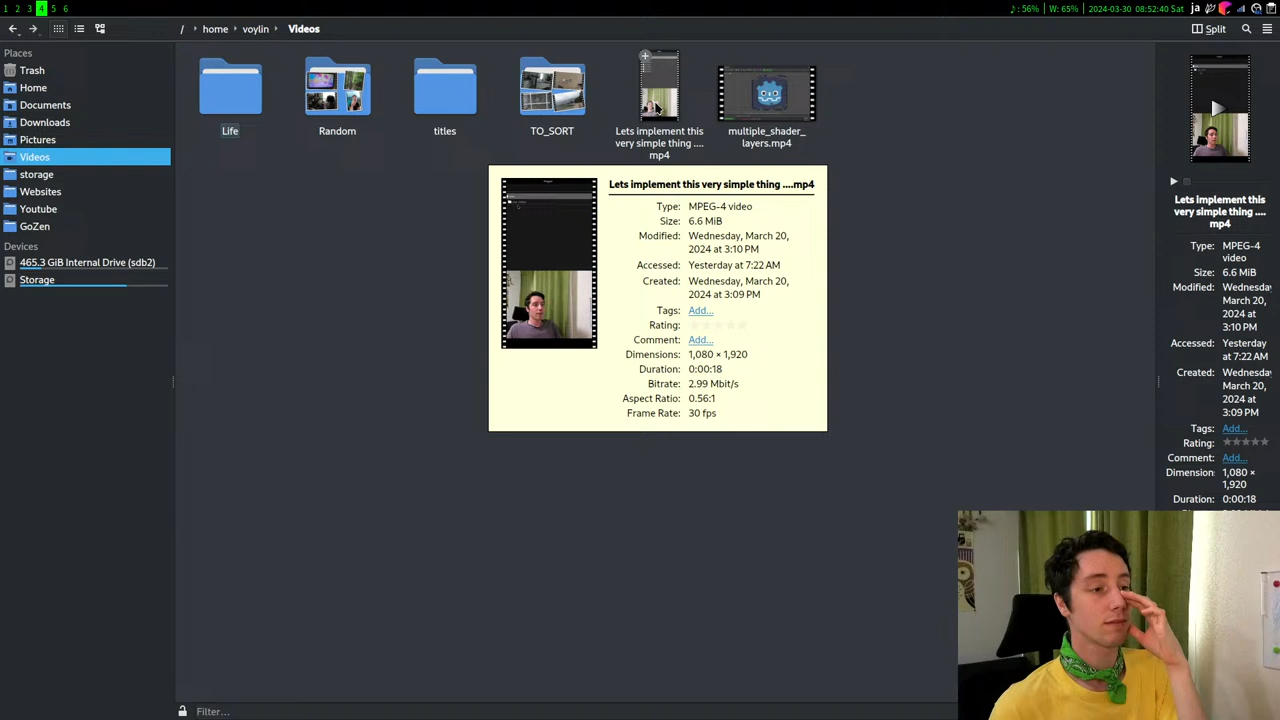 1 2 3 4 5 6
♪: 56% | W: 65% | 2024-03-30 08:52:40 Sat | ja
/ > home > voylin > Videos
Split
Places
Trash
Home
Documents
Downloads
Pictures
Videos
storage
Websites
Youtube
GoZen
Devices
465.3 GiB Internal Drive (sdb2)
Storage
Life
Random
titles
TO_SORT
Lets implement this
very simple thing ....
mp4
multiple_shader_
layers.mp4
Lets implement this very simple thing ....mp4
Type: MPEG-4 video
Size: 6.6 MiB
Modified: Wednesday, March 20,
2024 at 3:10 PM
Accessed: Yesterday at 7:22 AM
Created: Wednesday, March 20,
2024 at 3:09 PM
Tags: Add...
Rating:
Comment: Add...
Dimensions: 1,080 × 1,920
Duration: 0:00:18
Bitrate: 2.99 Mbit/s
Aspect Ratio: 0.56:1
Frame Rate: 30 fps
Lets implement this
very simple thing ....
mp4
Type: MPEG-4
video
Size: 6.6 MiB
Modified: Wednesday,
March 20,
2024 at
3:10 PM
Accessed: Yesterday
at 7:22 AM
Created: Wednesday,
March 20,
2024 at
3:09 PM
Tags: Add...
Rating:
Comment: Add...
Dimension: 1,080 ×
1,920
Duration: 0:00:18
Filter...